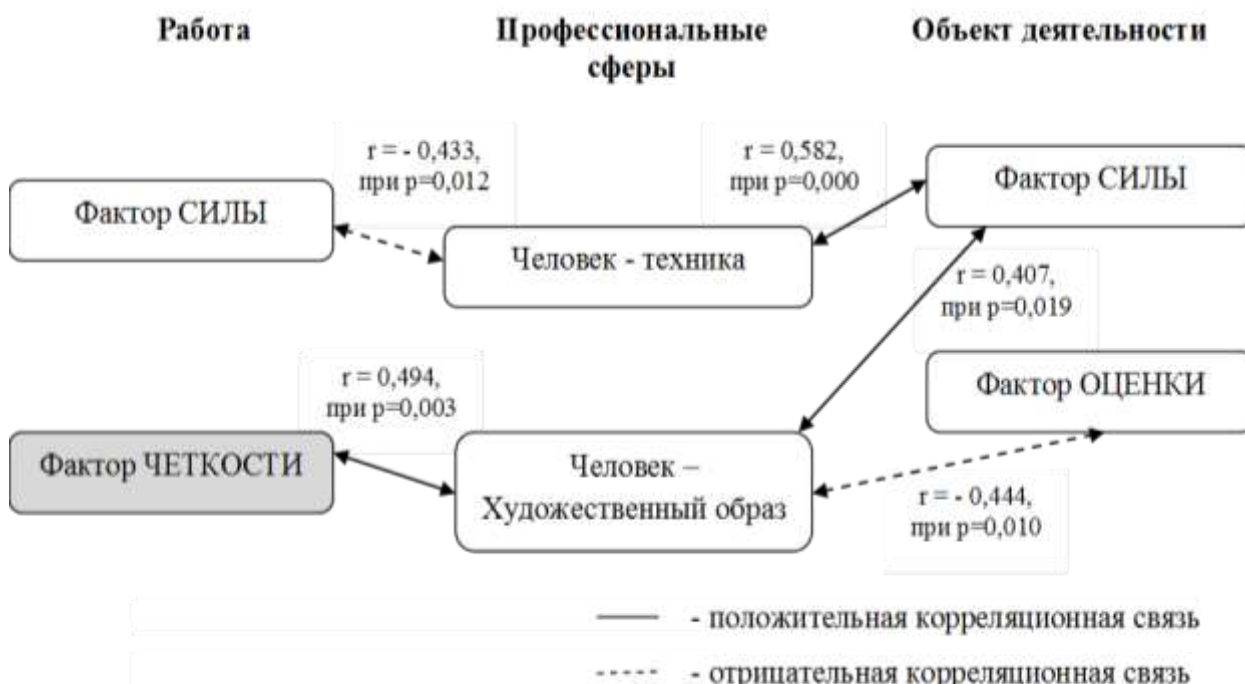 Работа
Профессиональные
сферы
Объект деятельности
r = - 0,433,
при p=0,012
r = 0,582,
при p=0,000
Фактор СИЛЫ
Фактор СИЛЫ
Человек - техника
r = 0,407,
при p=0,019
r = 0,494,
при p=0,003
Фактор ОЦЕНКИ
Фактор ЧЕТКОСТИ
Человек –
Художественный образ
r = - 0,444,
при p=0,010
- положительная корреляционная связь
- отрицательная корреляционная связь